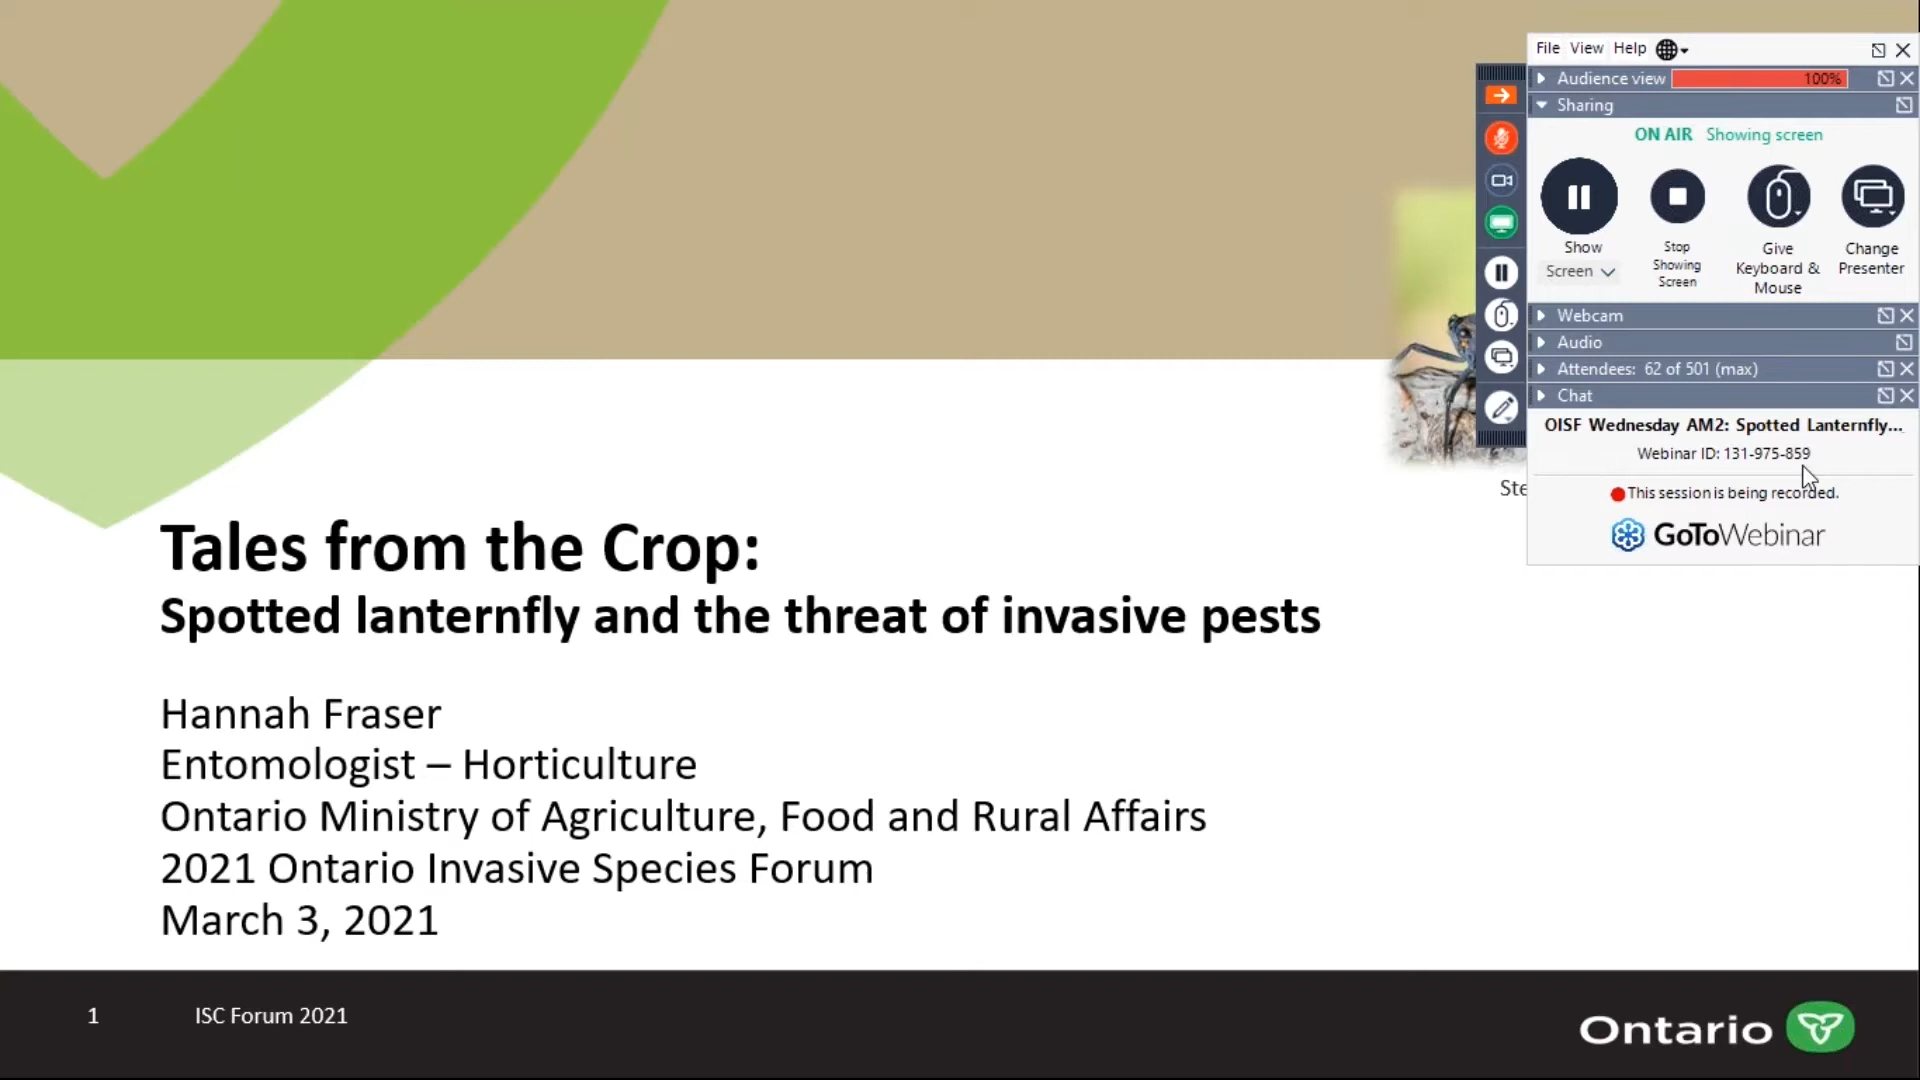 File View Help
Audience view 100%
Sharing
ON AIR Showing screen
Show
Screen
Stop
Showing
Screen
Give
Keyboard &
Mouse
Change
Presenter
Webcam
Audio
Attendees: 62 of 501 (max)
Chat
OISF Wednesday AM2: Spotted Lanternfly...
Webinar ID: 131-975-859
This session is being recorded.
GoToWebinar
Tales from the Crop:
Spotted lanternfly and the threat of invasive pests
Hannah Fraser
Entomologist – Horticulture
Ontario Ministry of Agriculture, Food and Rural Affairs
2021 Ontario Invasive Species Forum
March 3, 2021
1 ISC Forum 2021
Ontario